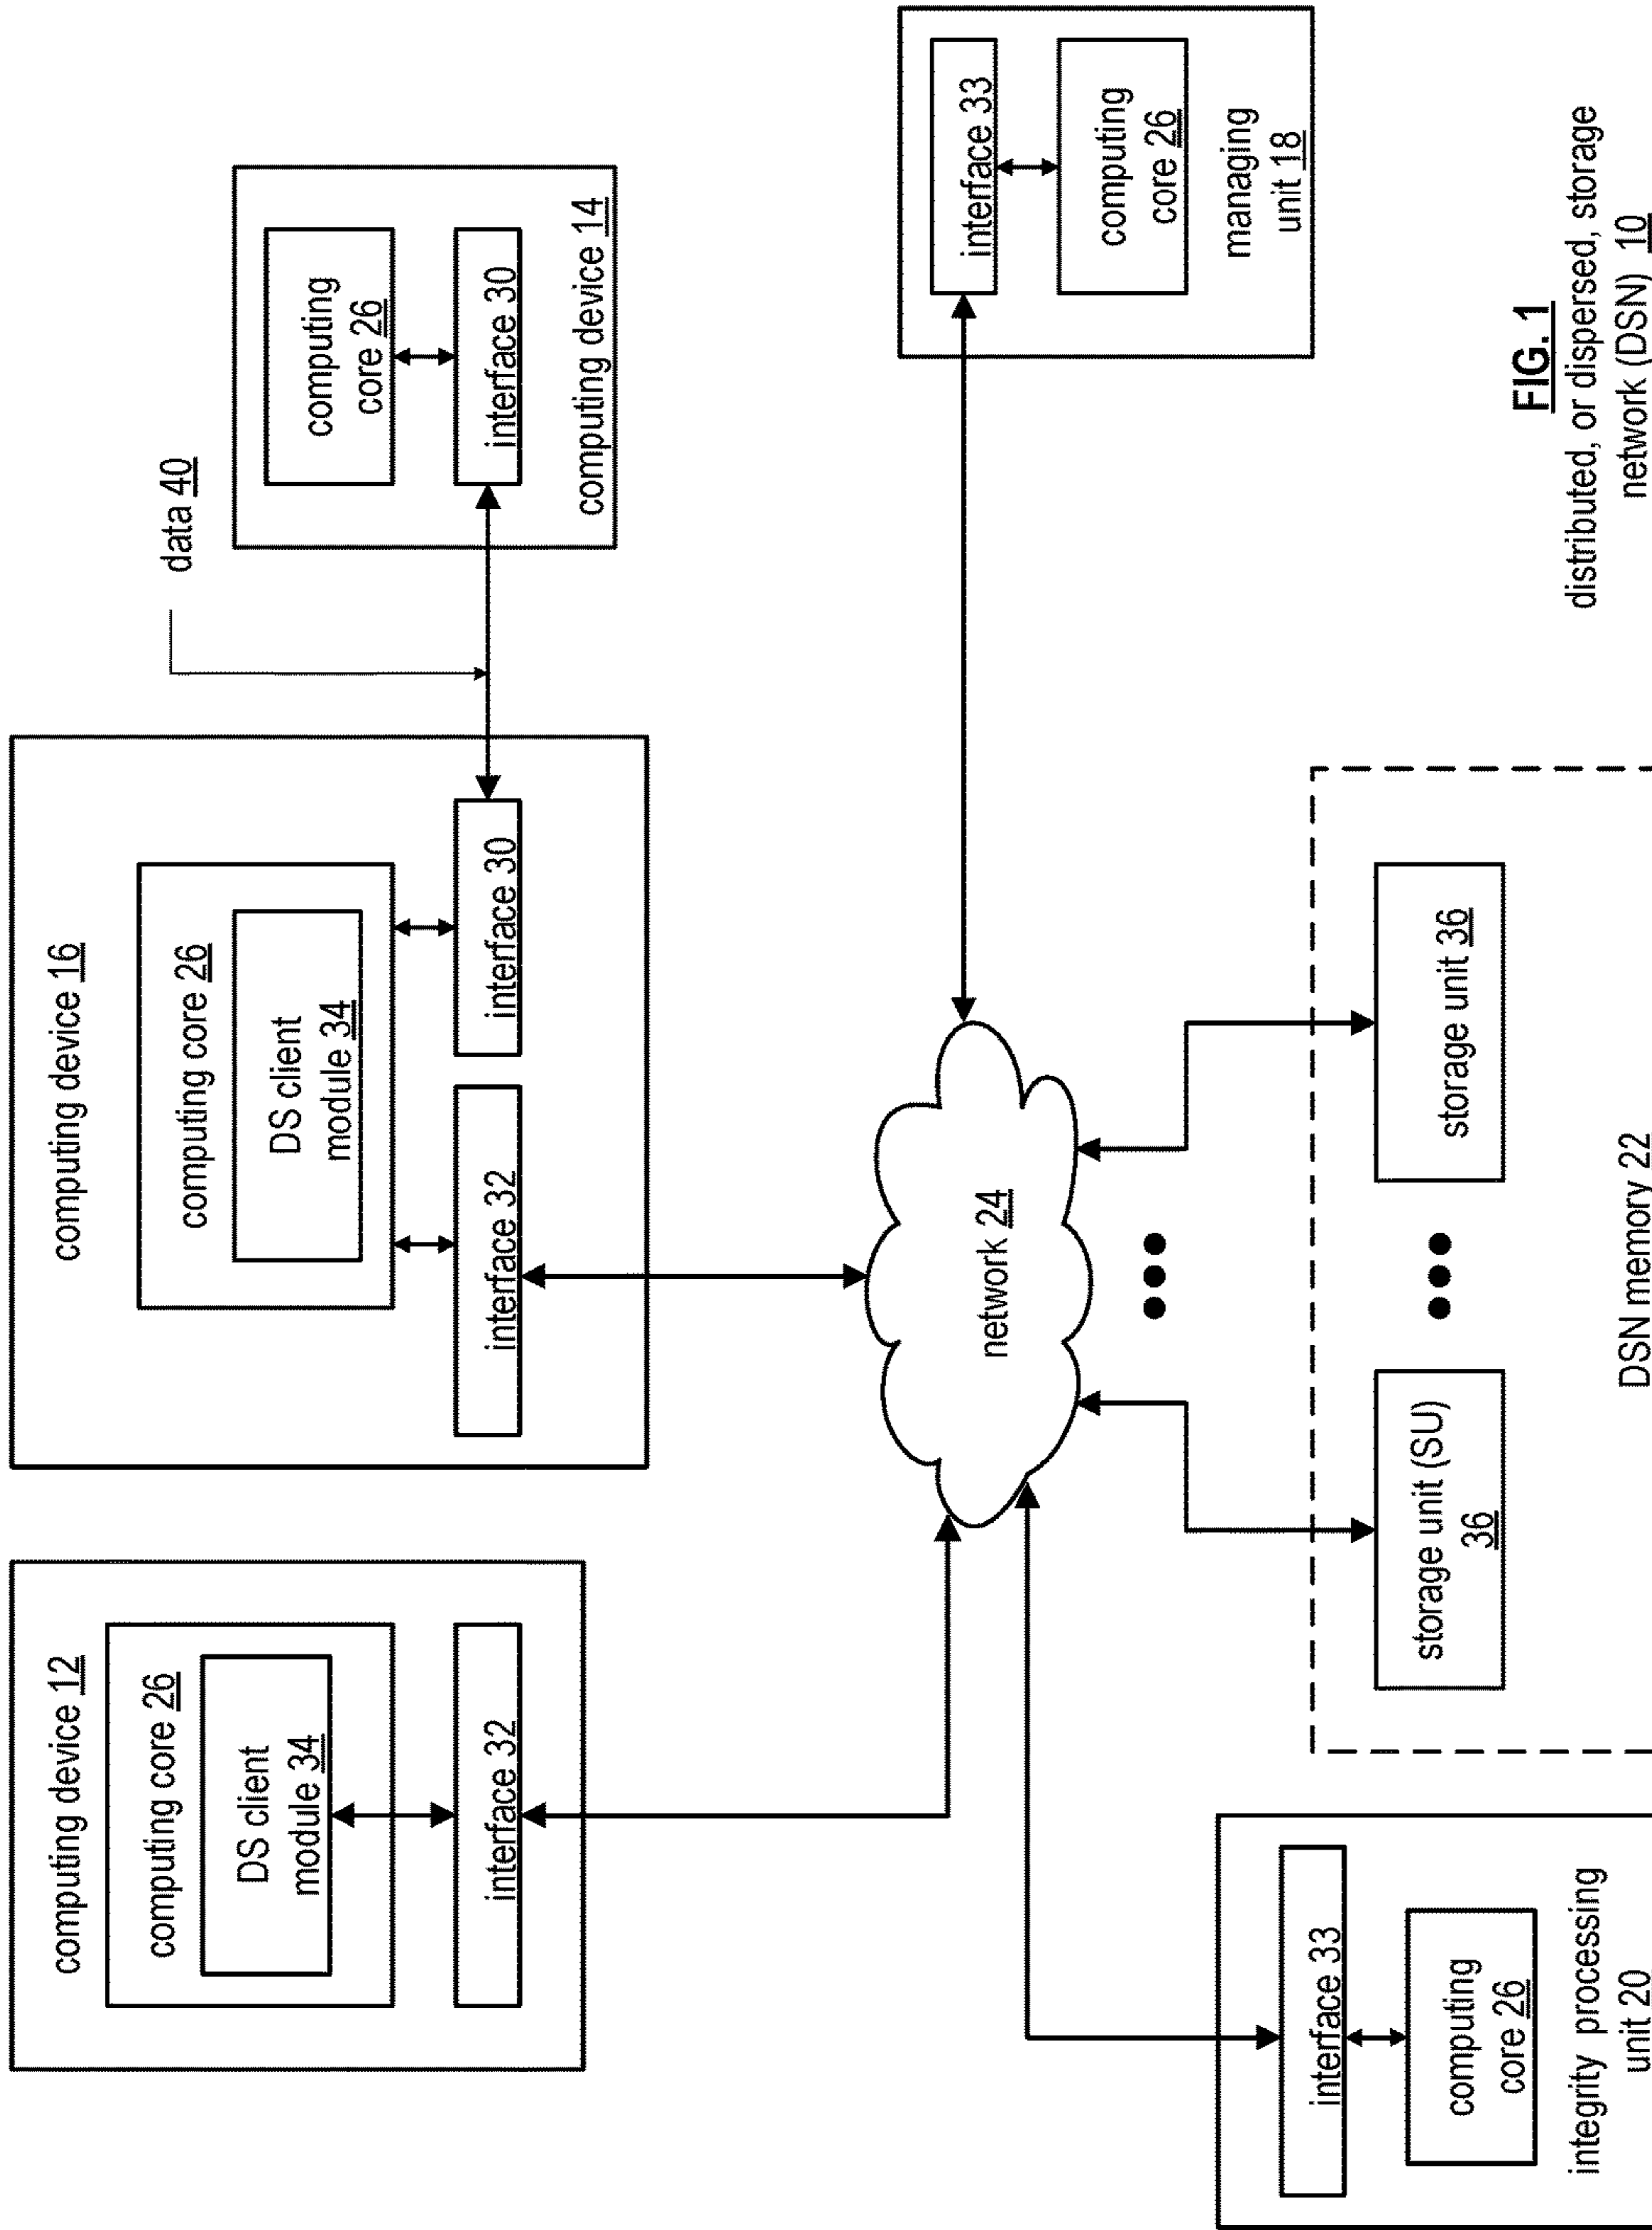 computing device 12
computing core 26
DS client
module 34
interface 32
computing device 16
computing core 26
DS client
module 34
interface 32
interface 30
data 40
computing
core 26
interface 30
computing device 14
network 24
interface 33
computing
core 26
managing
unit 18
interface 33
computing
core 26
integrity processing
unit 20
storage unit (SU)
36
storage unit 36
DSN memory 22
FIG. 1
distributed, or dispersed, storage
network (DSN) 10